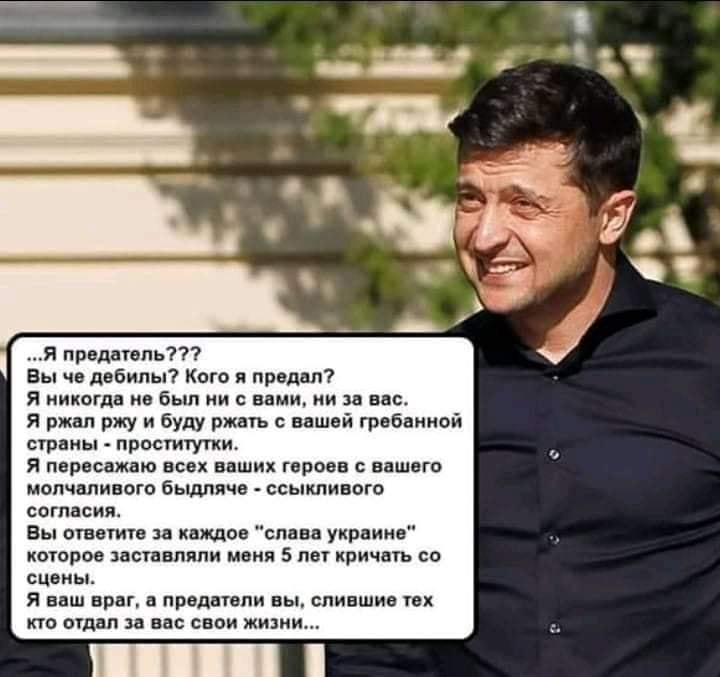 ...Я предатель???
Вы че дебилы? Кого я предал?
Я никогда не был ни с вами, ни за вас.
Я ржал ржу и буду ржать с вашей гребанной
страны - проститутки.
Я пересажаю всех ваших героев с вашего
молчаливого быдляче - ссыкливого
согласия.
Вы ответите за каждое "слава украине"
которое заставляли меня 5 лет кричать со
сцены.
Я ваш враг, а предатели вы, слившие тех
кто отдал за вас свои жизни...